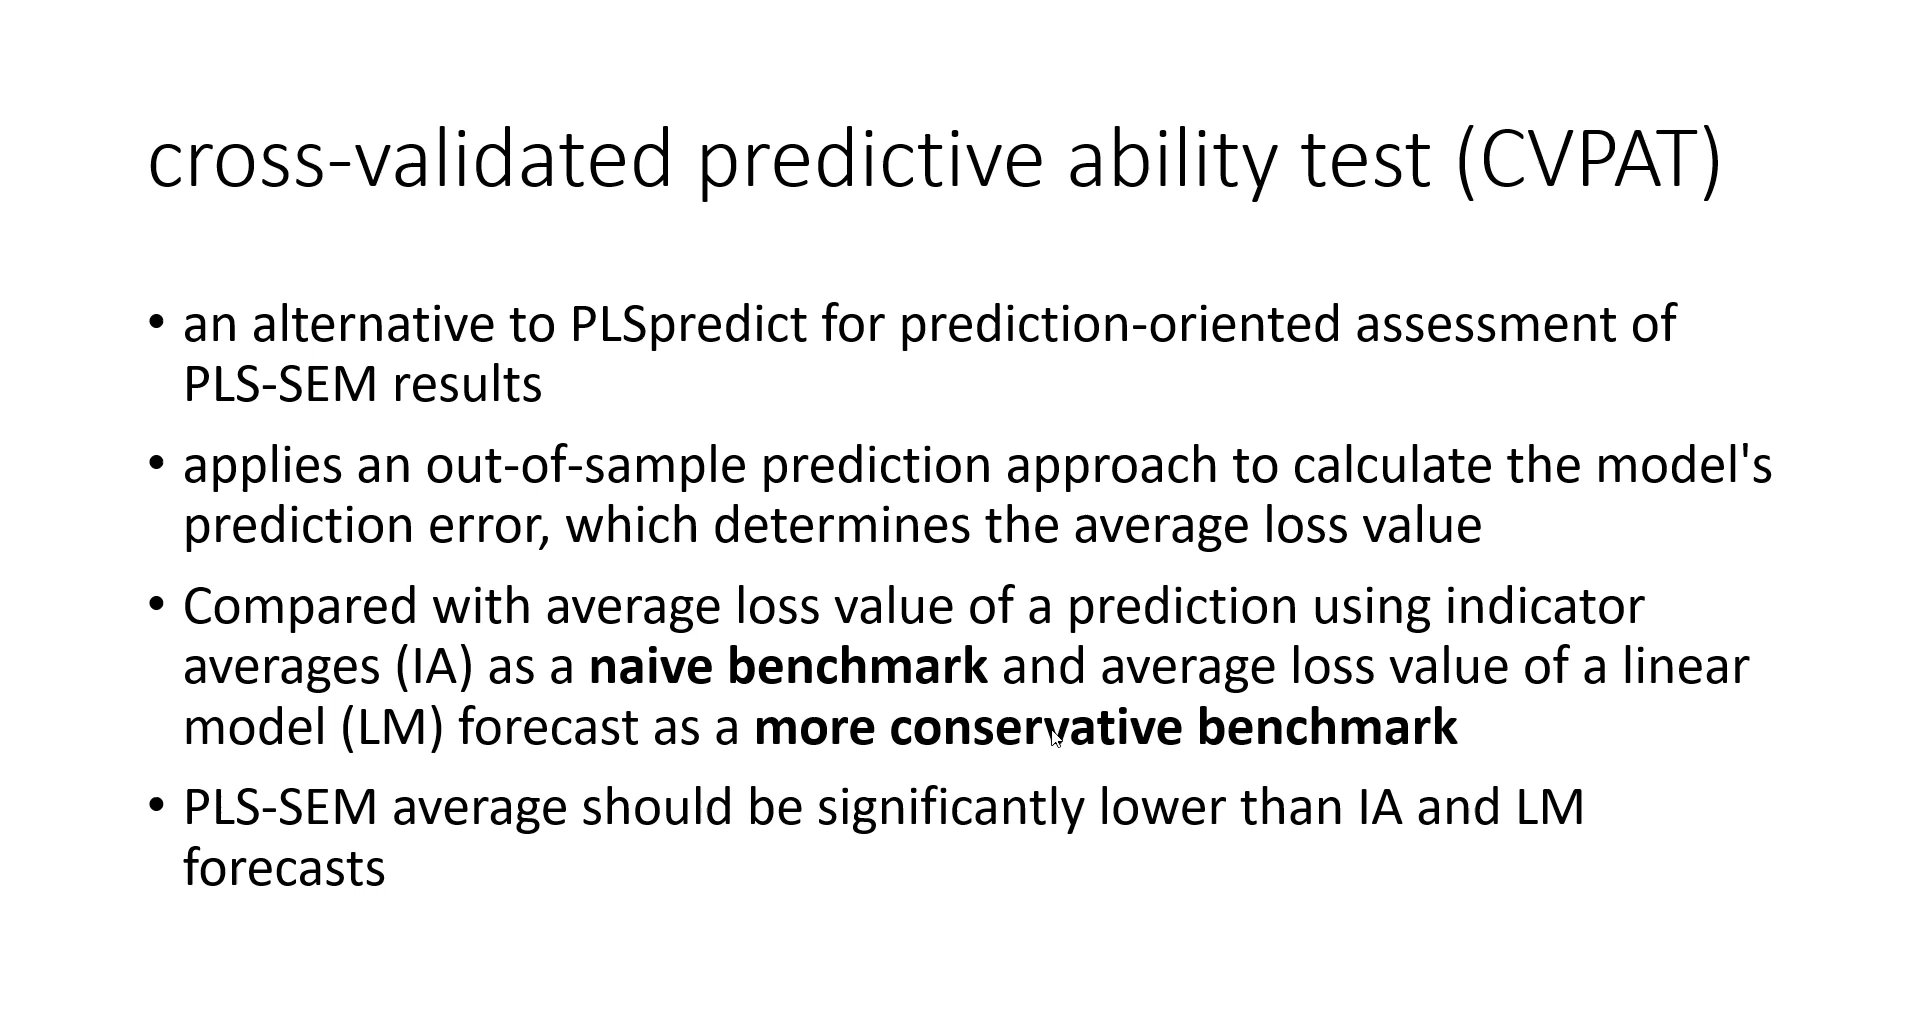 cross-validated predictive ability test (CVPAT)
• an alternative to PLSpredict for prediction-oriented assessment of
PLS-SEM results
• applies an out-of-sample prediction approach to calculate the model's
prediction error, which determines the average loss value
• Compared with average loss value of a prediction using indicator
averages (IA) as a naive benchmark and average loss value of a linear
model (LM) forecast as a more conservative benchmark
• PLS-SEM average should be significantly lower than IA and LM
forecasts